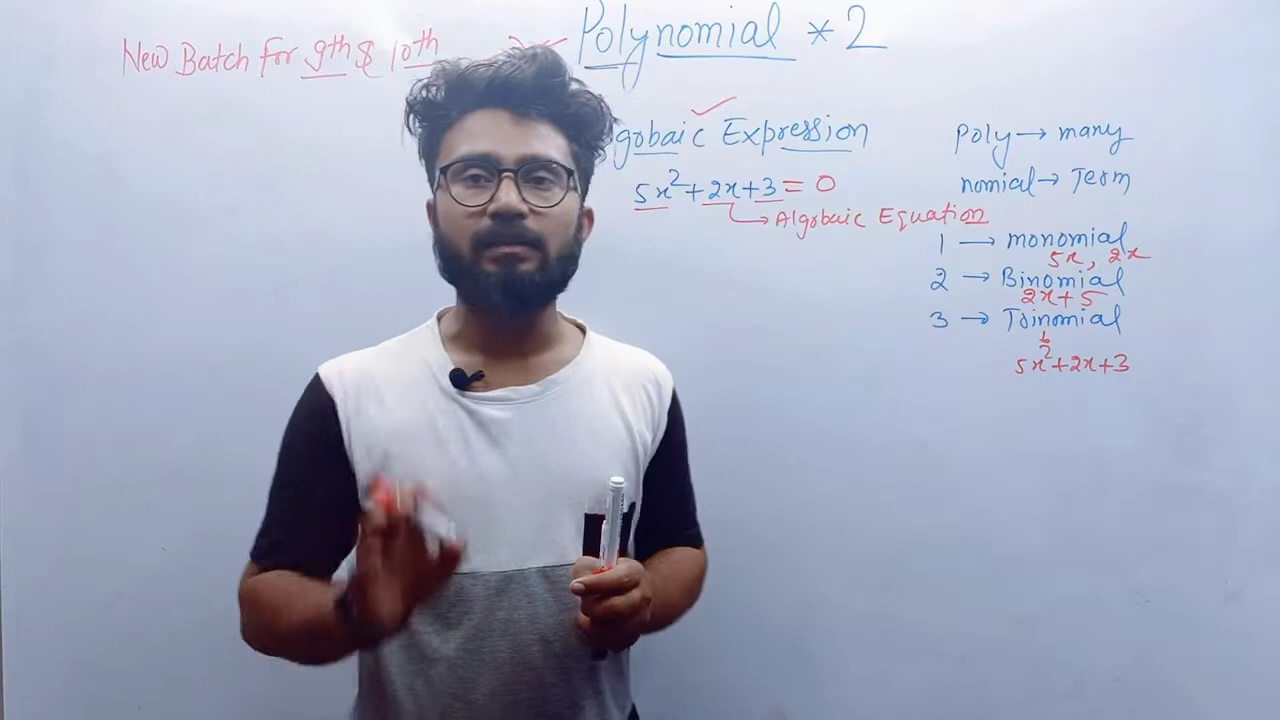 New Batch for 9th & 10th
Polynomial * 2
gobaic Expression
5x² + 2x + 3 = 0
Algobaic Equation
Poly → many
nomial → Term
1 → monomial
5x, 2x
2 → Binomial
2x + 5
3 → Trinomial
5x² + 2x + 3